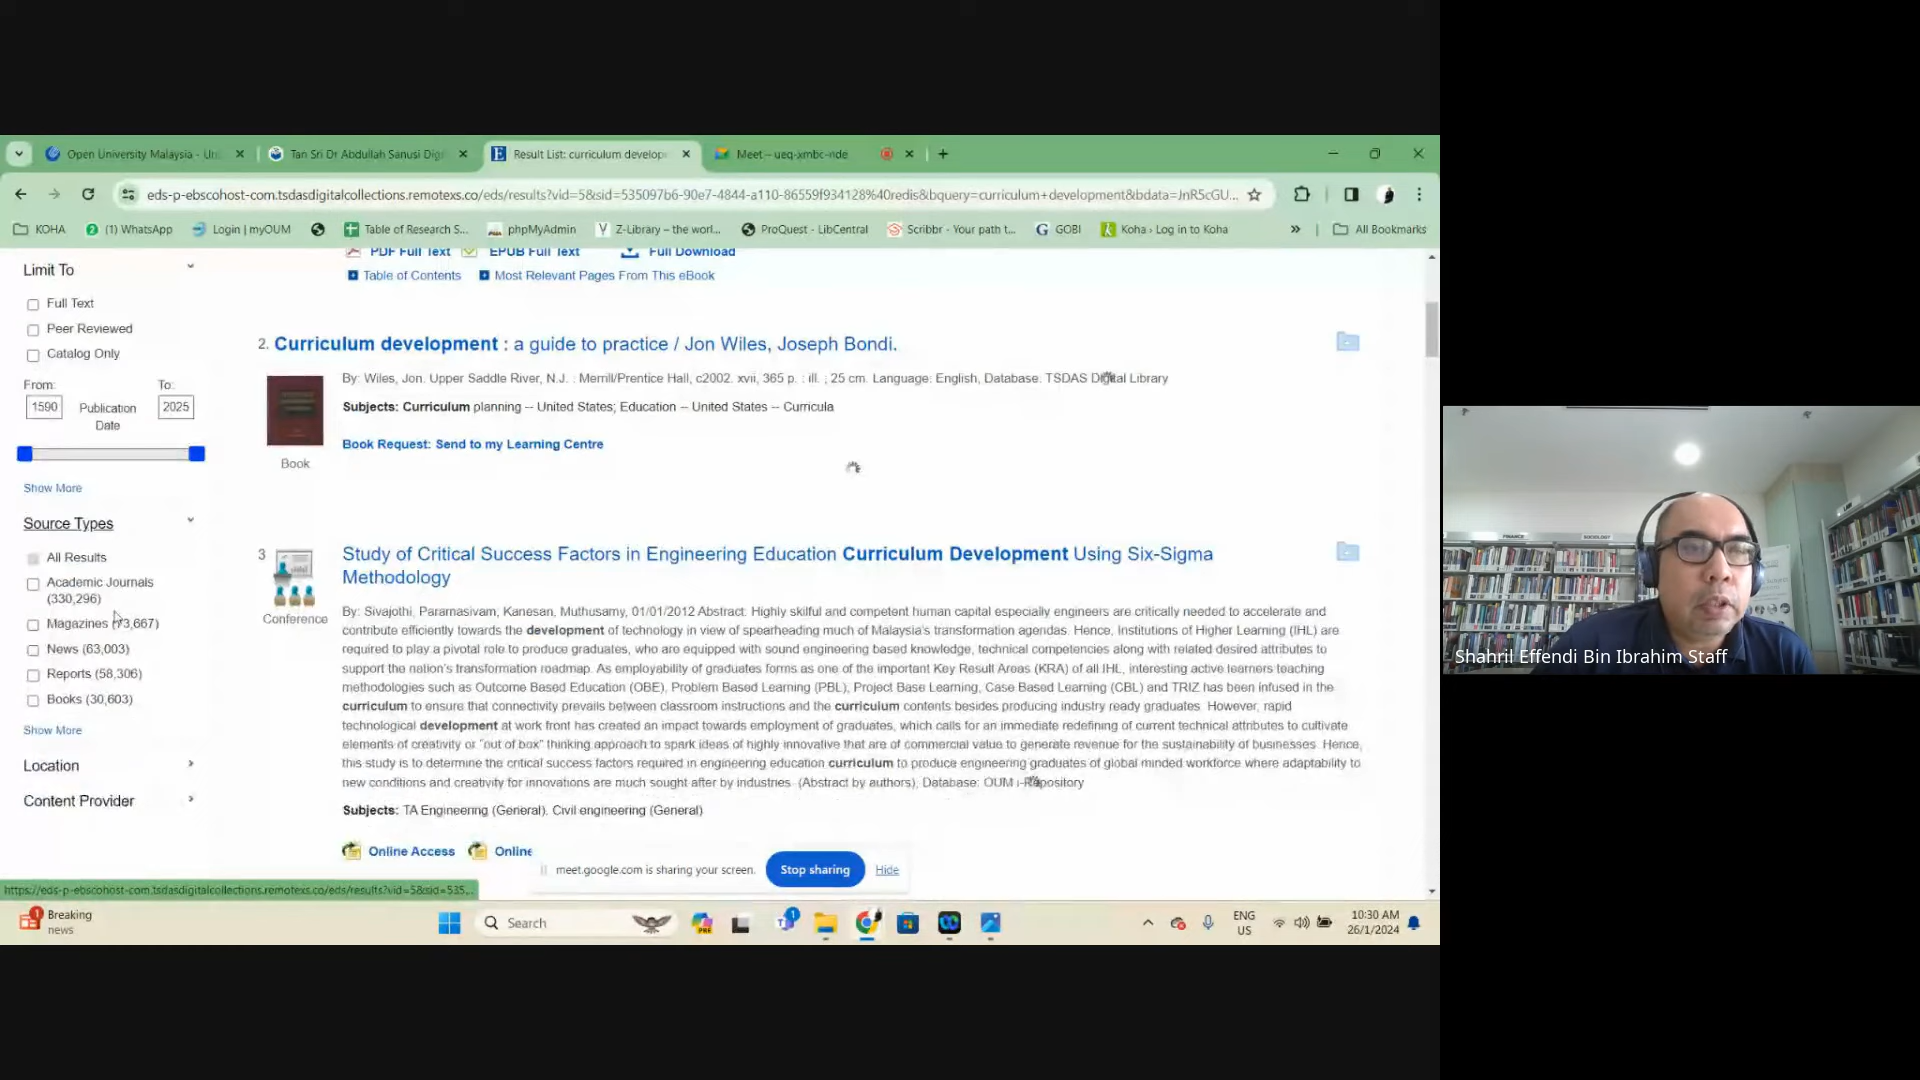 Open University Malaysia - Uni
Tan Sri Dr Abdullah Sanusi Digi
Result List: curriculum develop
Meet – ueq-xmbc-nde
eds-p-ebscohost-com.tsdasdigitalcollections.remotexs.co/eds/results?vid=5&sid=535097b6-90e7-4844-a110-86559f934128%40redis&bquery=curriculum+development&bdata=JnR5cGU...
KOHA
(1) WhatsApp
Login | myOUM
Table of Research S...
phpMyAdmin
Z-Library – the worl...
ProQuest - LibCentral
Scribbr - Your path t...
GOBI
Koha › Log in to Koha
»
All Bookmarks
Limit To
Full Text
Peer Reviewed
Catalog Only
From:
To:
1590
Publication Date
2025
Show More
Source Types
All Results
Academic Journals
(330,296)
Magazines (73,667)
News (63,003)
Reports (58,306)
Books (30,603)
Show More
Location
Content Provider
PDF Full Text
EPUB Full Text
Full Download
Table of Contents
Most Relevant Pages From This eBook
2. Curriculum development : a guide to practice / Jon Wiles, Joseph Bondi.
By: Wiles, Jon. Upper Saddle River, N.J. : Merrill/Prentice Hall, c2002. xvii, 365 p. : ill. ; 25 cm. Language: English, Database: TSDAS Digital Library
Subjects: Curriculum planning -- United States; Education -- United States -- Curricula
Book Request: Send to my Learning Centre
Book
3
Study of Critical Success Factors in Engineering Education Curriculum Development Using Six-Sigma
Methodology
Conference
By: Sivajothi, Paramasivam, Kanesan, Muthusamy, 01/01/2012 Abstract: Highly skilful and competent human capital especially engineers are critically needed to accelerate and
contribute efficiently towards the development of technology in view of spearheading much of Malaysia's transformation agendas. Hence, Institutions of Higher Learning (IHL) are
required to play a pivotal role to produce graduates, who are equipped with sound engineering based knowledge, technical competencies along with related desired attributes to
support the nation's transformation roadmap. As employability of graduates forms as one of the important Key Result Areas (KRA) of all IHL, interesting active learners teaching
methodologies such as Outcome Based Education (OBE), Problem Based Learning (PBL), Project Base Learning, Case Based Learning (CBL) and TRIZ has been infused in the
curriculum to ensure that connectivity prevails between classroom instructions and the curriculum contents besides producing industry ready graduates. However, rapid
technological development at work front has created an impact towards employment of graduates, which calls for an immediate redefining of current technical attributes to cultivate
elements of creativity or "out of box" thinking approach to spark ideas of highly innovative that are of commercial value to generate revenue for the sustainability of businesses. Hence,
this study is to determine the critical success factors required in engineering education curriculum to produce engineering graduates of global minded workforce where adaptability to
new conditions and creativity for innovations are much sought after by industries. (Abstract by authors), Database: OUM i-Repository
Subjects: TA Engineering (General). Civil engineering (General)
Online Access
Online
meet.google.com is sharing your screen.
Stop sharing
Hide
https://eds-p-ebscohost-com.tsdasdigitalcollections.remotexs.co/eds/results?vid=5&sid=535...
Breaking
news
Search
ENG
US
10:30 AM
26/1/2024
Shahril Effendi Bin Ibrahim Staff